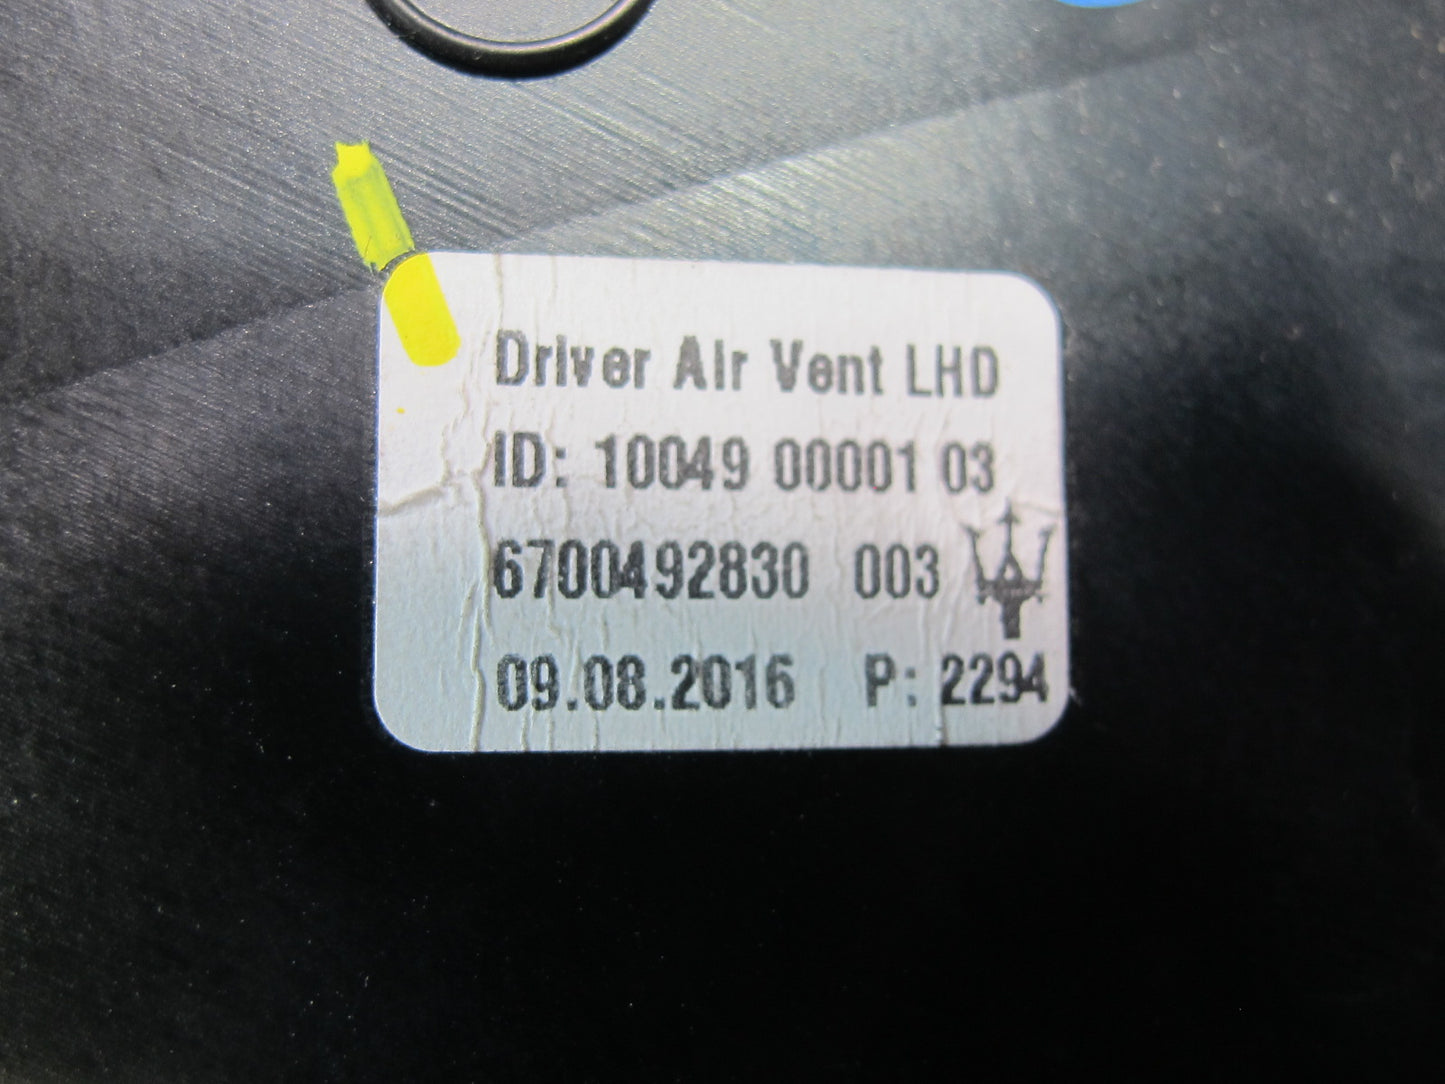 Driver Air Vent LHD
ID: 10049 00001 03
6700492830 003
09.08.2016 P: 2294